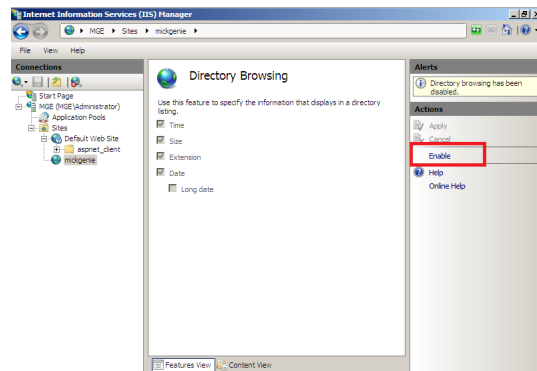 Internet Information Services (IIS) Manager
MGE Sites mickgenie
File View Help
Connections
Start Page
MGE (MGE\Administrator)
Application Pools
Sites
Default Web Site
aspnet_client
mickgenie
Directory Browsing
Use this feature to specify the information that displays in a directory
listing.
Time
Size
Extension
Date
Long date
Features View Content View
Alerts
Directory browsing has been
disabled.
Actions
Apply
Cancel
Enable
Help
Online Help